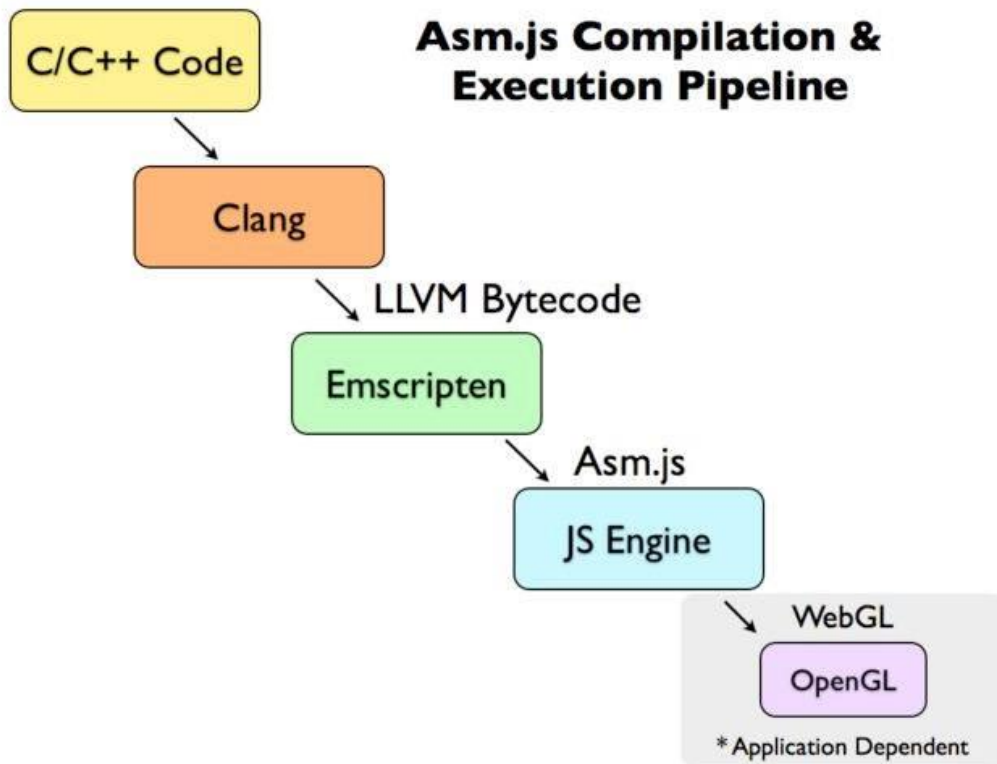 C/C++ Code
Asm.js Compilation &
Execution Pipeline
Clang
LLVM Bytecode
Emscripten
Asm.js
JS Engine
WebGL
OpenGL
* Application Dependent